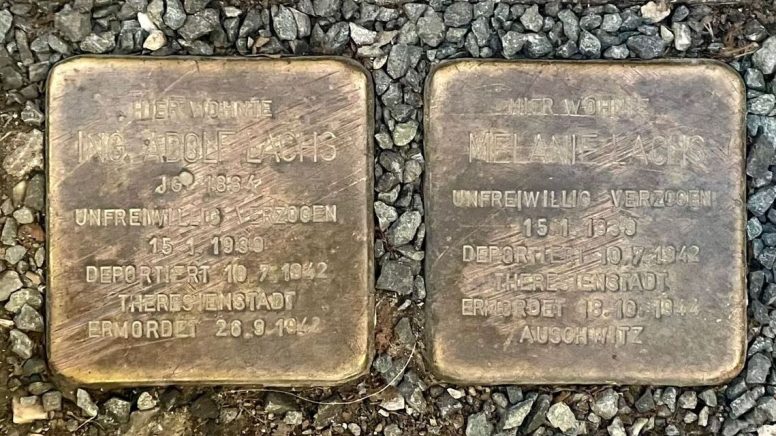 HIER WOHNTE
ING. ADOLF LACHS
JG. 1884
UNFREIWILLIG VERZOGEN
15.1.1939
DEPORTIERT 10.7.1942
THERESIENSTADT
ERMORDET 26.9.1942
HIER WOHNTE
MELANIE LACHS
UNFREIWILLIG VERZOGEN
15.1.1939
DEPORTIERT 10.7.1942
THERESIENSTADT
ERMORDET 18.10.1944
AUSCHWITZ